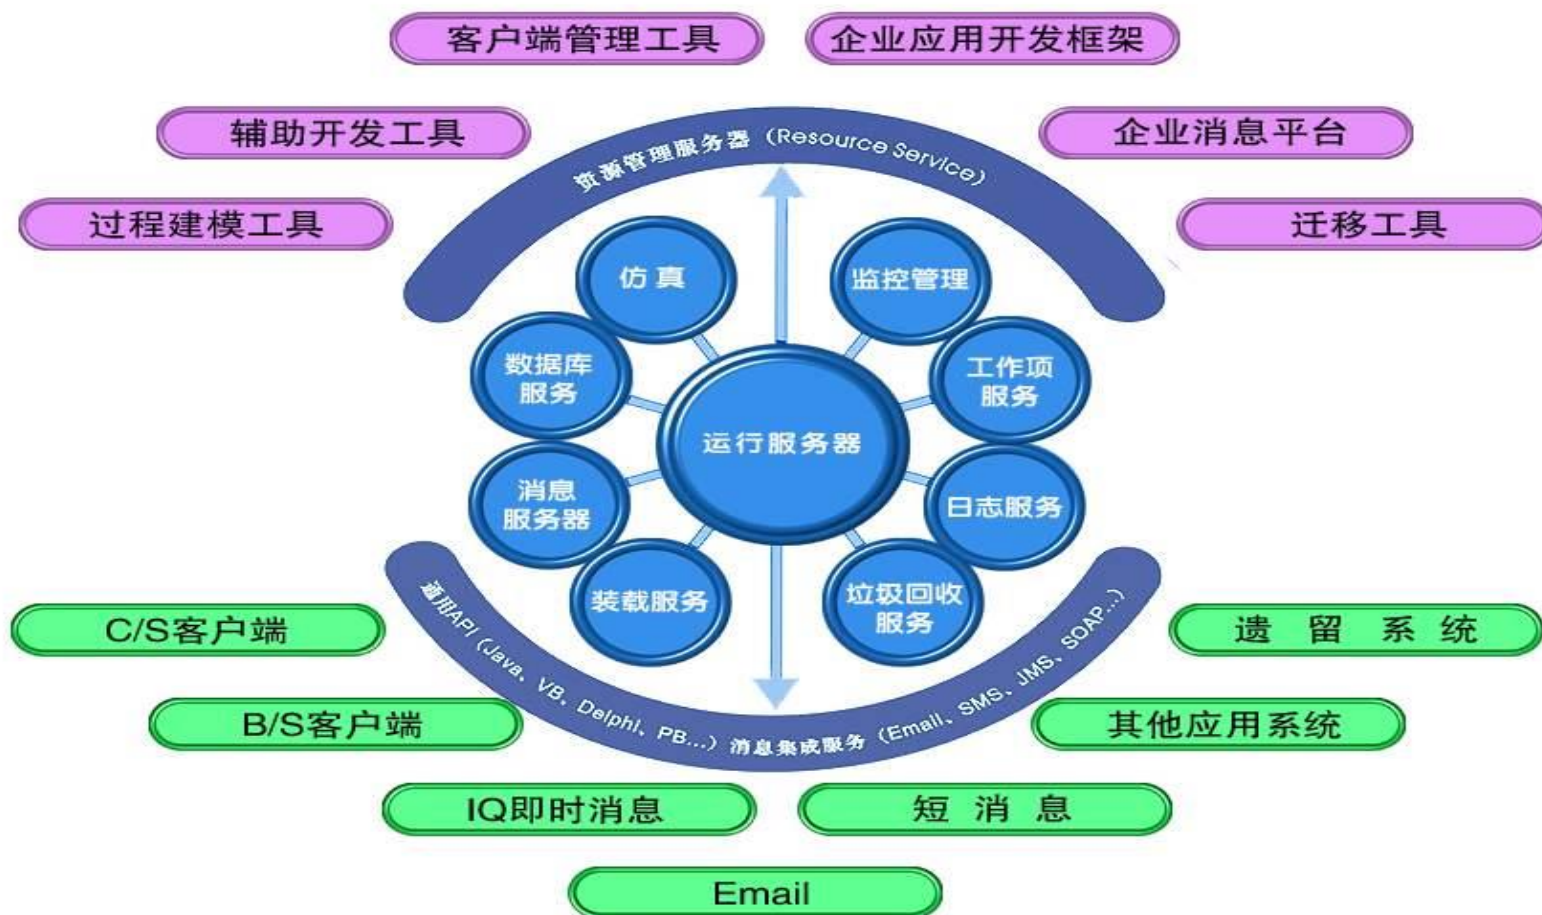 客户端管理工具
企业应用开发框架
辅助开发工具
企业消息平台
过程建模工具
迁移工具
资源管理服务器（Resource Service）
仿真
监控管理
数据库
服务
工作项
服务
运行服务器
消息
服务器
日志服务
装载服务
垃圾回收
服务
通用API（Java、VB、Delphi、PB...）消息集成服务（Email、SMS、JMS、SOAP...）
C/S客户端
遗留系统
B/S客户端
其他应用系统
IQ即时消息
短消息
Email